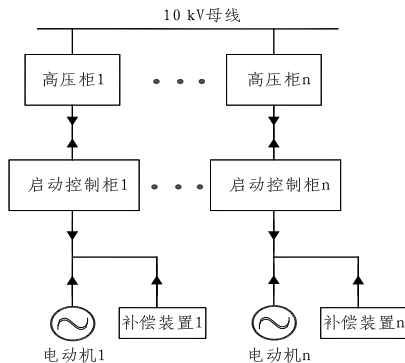 10 kV母线
高压柜1
高压柜n
启动控制柜1
启动控制柜n
补偿装置1
补偿装置n
电动机1
电动机n